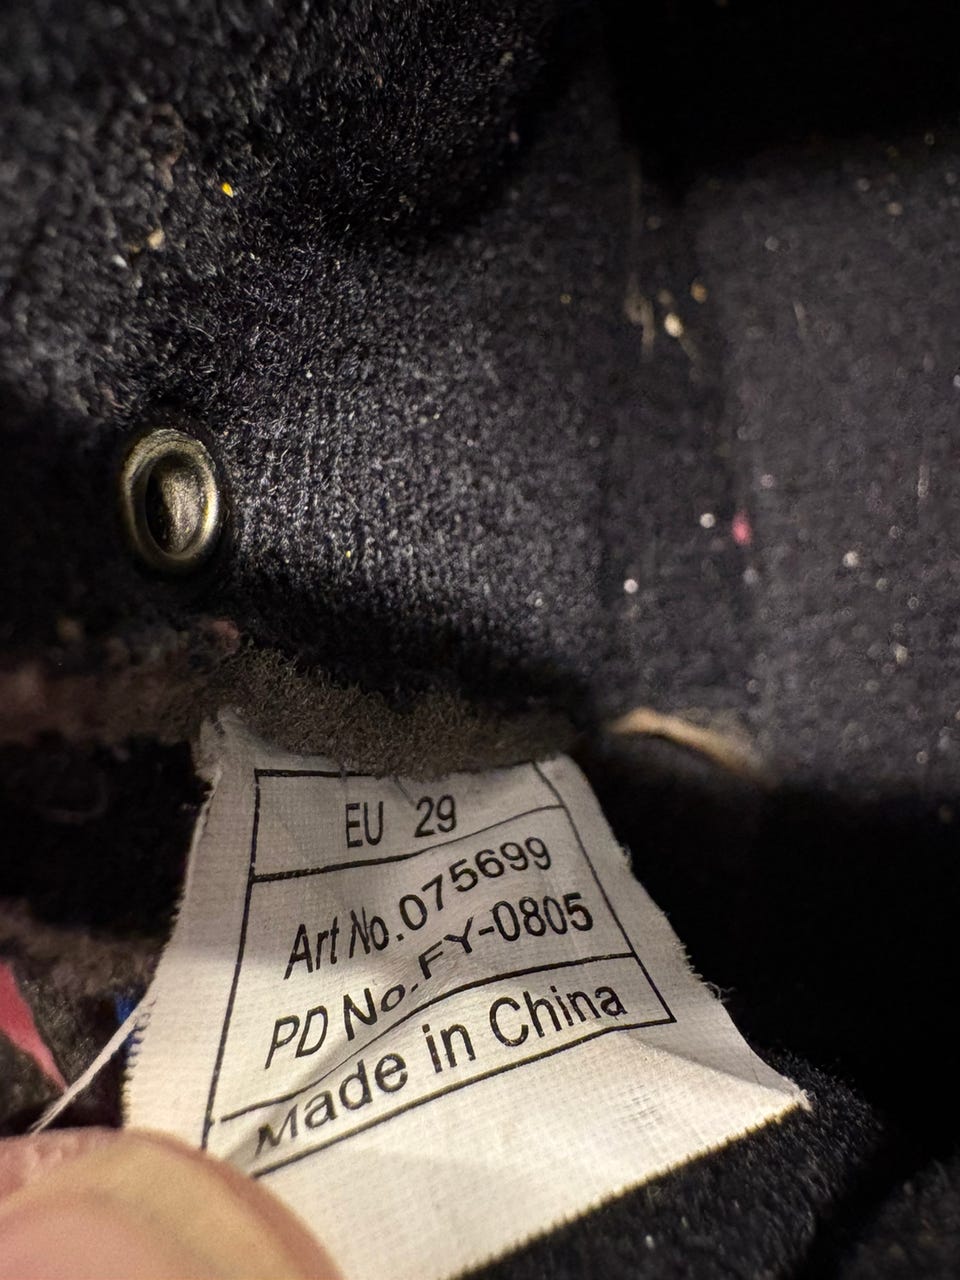 EU 29
Art No.075699
PD No.FY-0805
Made in China